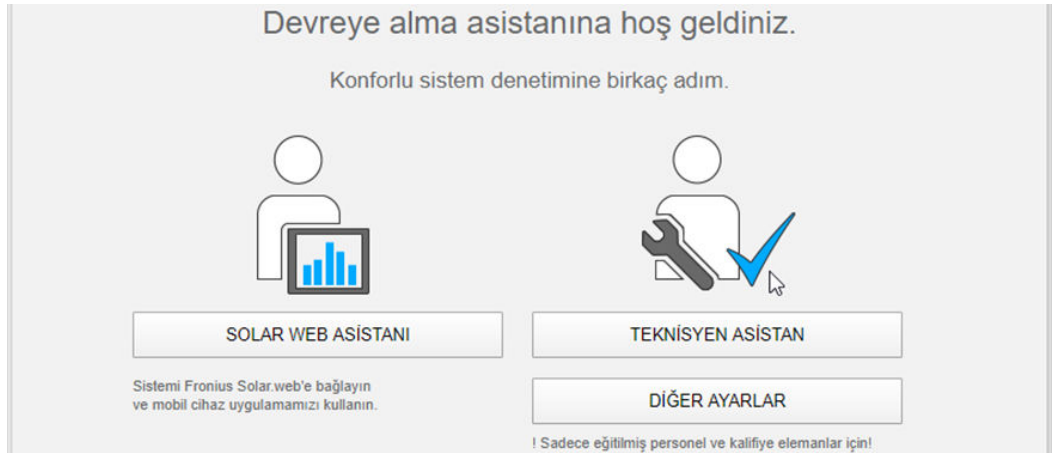 Devreye alma asistanına hoş geldiniz.
Konforlu sistem denetimine birkaç adım.
SOLAR WEB ASİSTANI
Sistemi Fronius Solar.web'e bağlayın
ve mobil cihaz uygulamamızı kullanın.
TEKNİSYEN ASİSTAN
DİĞER AYARLAR
! Sadece eğitilmiş personel ve kalifiye elemanlar için!